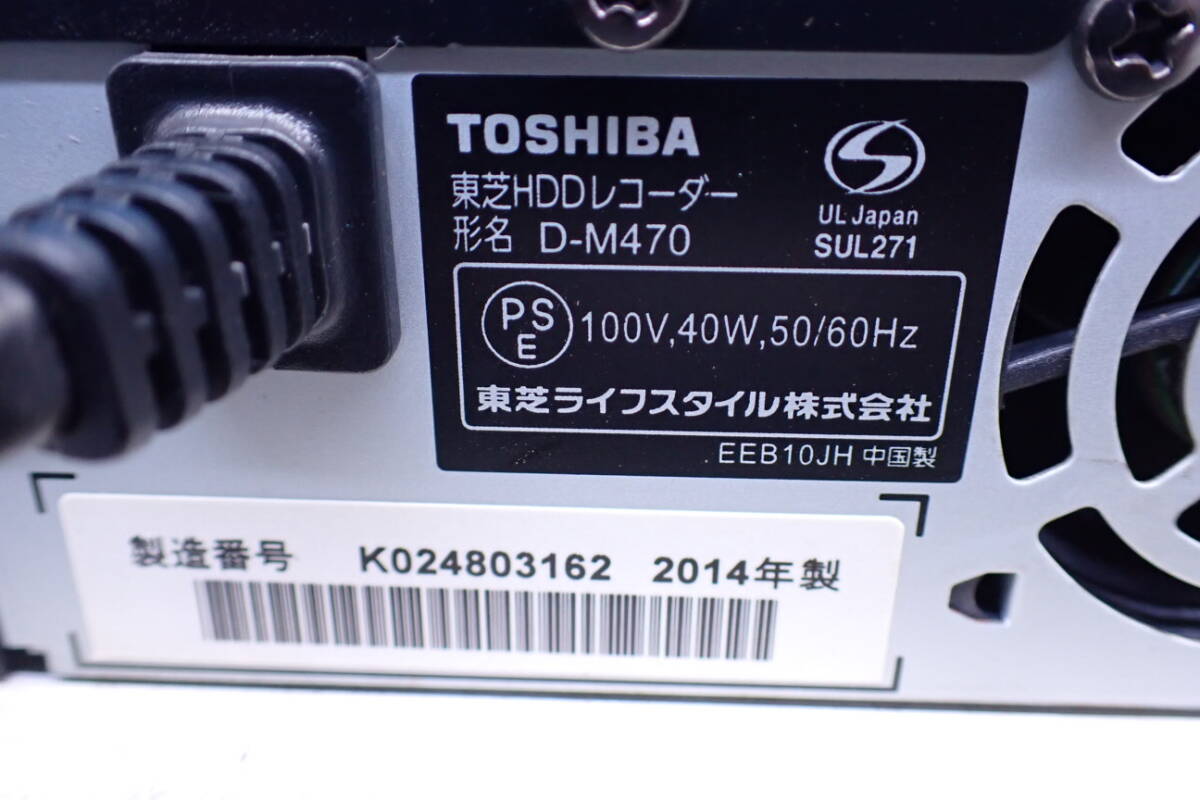 TOSHIBA
東芝HDDレコーダー
形名 D-M470
UL Japan
SUL271
PSE 100V,40W,50/60Hz
東芝ライフスタイル株式会社
EEB10JH 中国製
製造番号 K024803162 2014年製